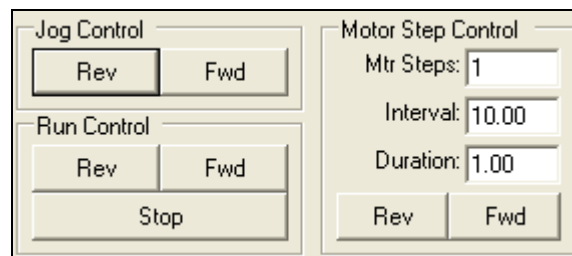 Jog Control
Rev Fwd
Run Control
Rev Fwd
Stop
Motor Step Control
Mtr Steps: 1
Interval: 10.00
Duration: 1.00
Rev Fwd